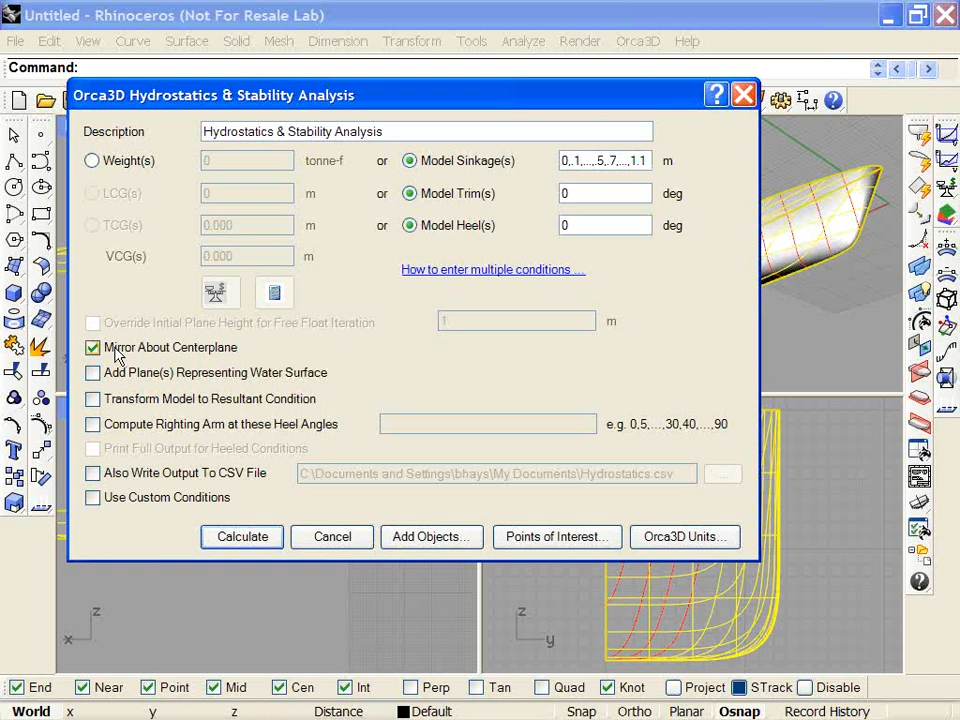 Untitled - Rhinoceros (Not For Resale Lab)
File Edit View Curve Surface Solid Mesh Dimension Transform Tools Analyze Render Orca3D Help
Command:
Orca3D Hydrostatics & Stability Analysis
Description Hydrostatics & Stability Analysis
Weight(s) 0 tonne-f or Model Sinkage(s) 0,.1,...,.5,.7,...,1.1 m
LCG(s) 0 m or Model Trim(s) 0 deg
TCG(s) 0.000 m or Model Heel(s) 0 deg
VCG(s) 0.000 m
How to enter multiple conditions ...
Override Initial Plane Height for Free Float Iteration 1 m
Mirror About Centerplane
Add Plane(s) Representing Water Surface
Transform Model to Resultant Condition
Compute Righting Arm at these Heel Angles e.g. 0,5,...,30,40,...,90
Print Full Output for Heeled Conditions
Also Write Output To CSV File C:\Documents and Settings\bhays\My Documents\Hydrostatics.csv ...
Use Custom Conditions
Calculate Cancel Add Objects... Points of Interest... Orca3D Units...
z
x
z
y
End Near Point Mid Cen Int Perp Tan Quad Knot Project STrack Disable
World x y z Distance Default Snap Ortho Planar Osnap Record History